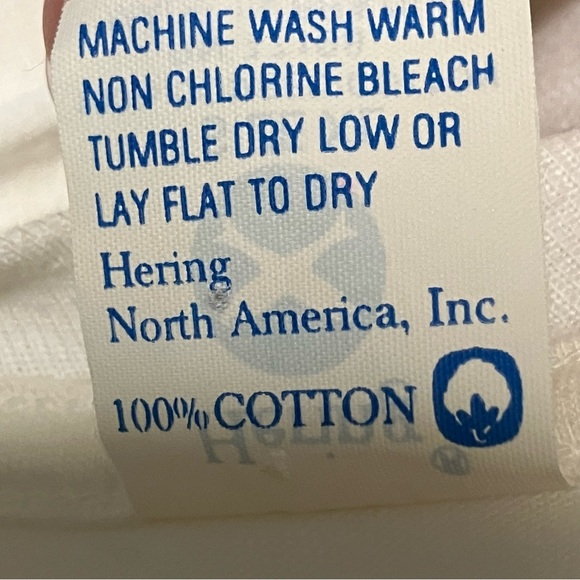 MACHINE WASH WARM
NON CHLORINE BLEACH
TUMBLE DRY LOW OR
LAY FLAT TO DRY
Hering
North America, Inc.
100% COTTON
Hering ®